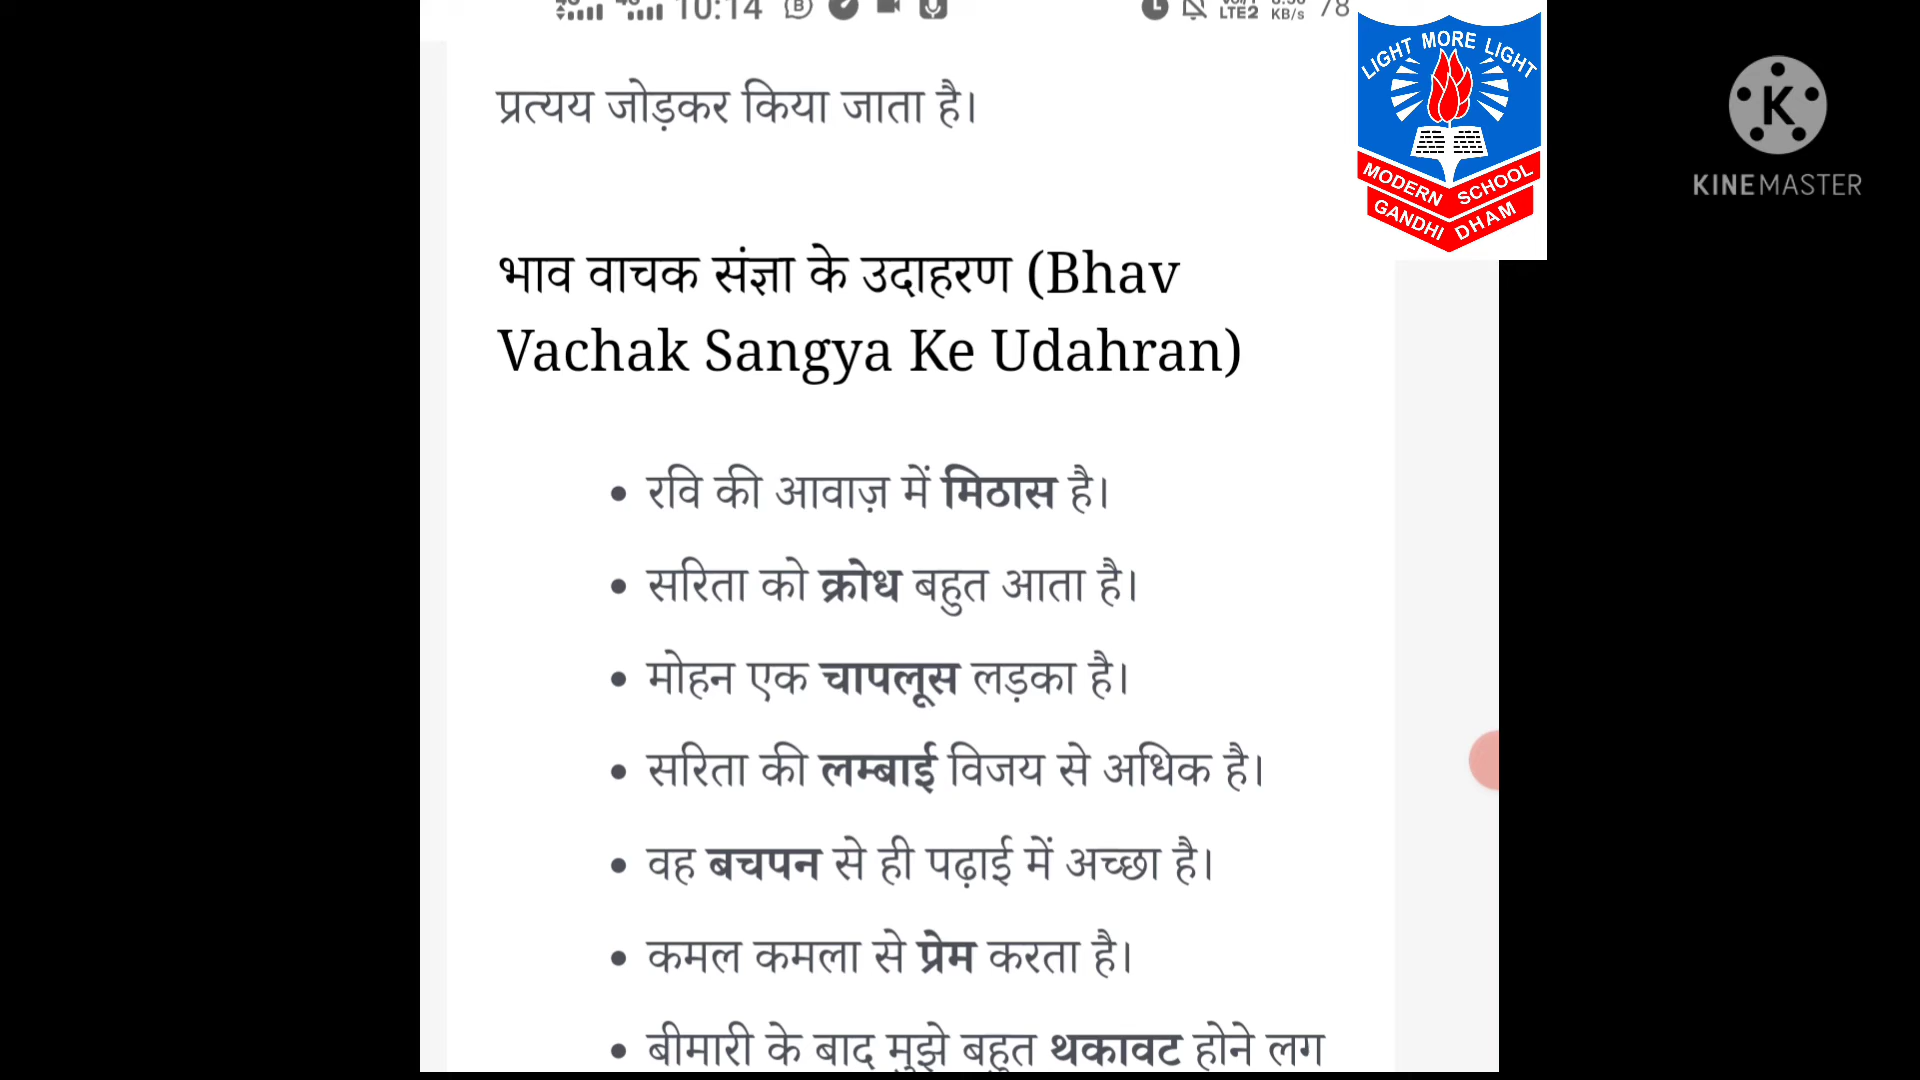 10:14
LTE2 KB/s 78
प्रत्यय जोड़कर किया जाता है।
LIGHT MORE LIGHT
MODERN SCHOOL
GANDHI DHAM
K
KINEMASTER
भाव वाचक संज्ञा के उदाहरण (Bhav
Vachak Sangya Ke Udahran)
• रवि की आवाज़ में मिठास है।
• सरिता को क्रोध बहुत आता है।
• मोहन एक चापलूस लड़का है।
• सरिता की लम्बाई विजय से अधिक है।
• वह बचपन से ही पढ़ाई में अच्छा है।
• कमल कमला से प्रेम करता है।
• बीमारी के बाद मुझे बहुत थकावट होने लग